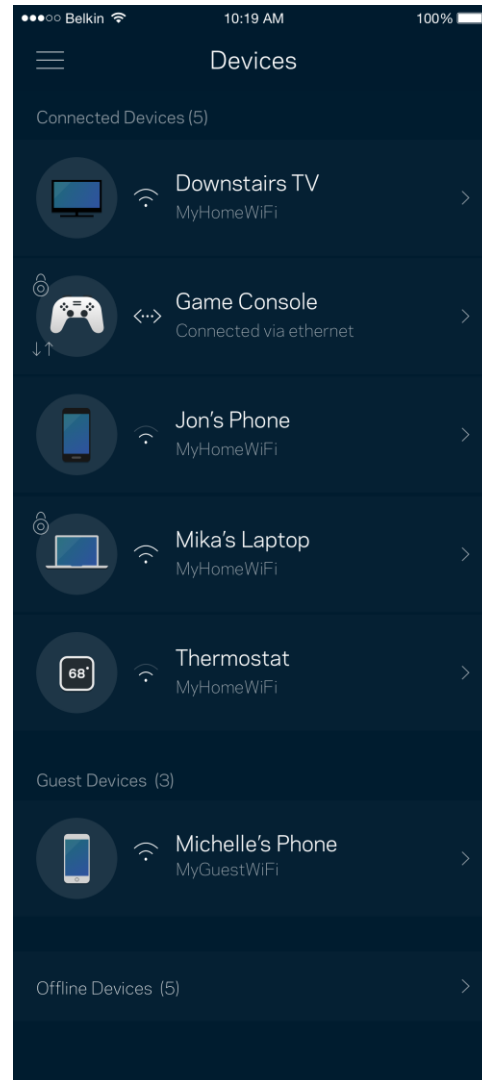 Belkin 10:19 AM 100%
Devices
Connected Devices (5)
Downstairs TV
MyHomeWiFi
Game Console
Connected via ethernet
Jon's Phone
MyHomeWiFi
Mika's Laptop
MyHomeWiFi
68°
Thermostat
MyHomeWiFi
Guest Devices (3)
Michelle's Phone
MyGuestWiFi
Offline Devices (5)